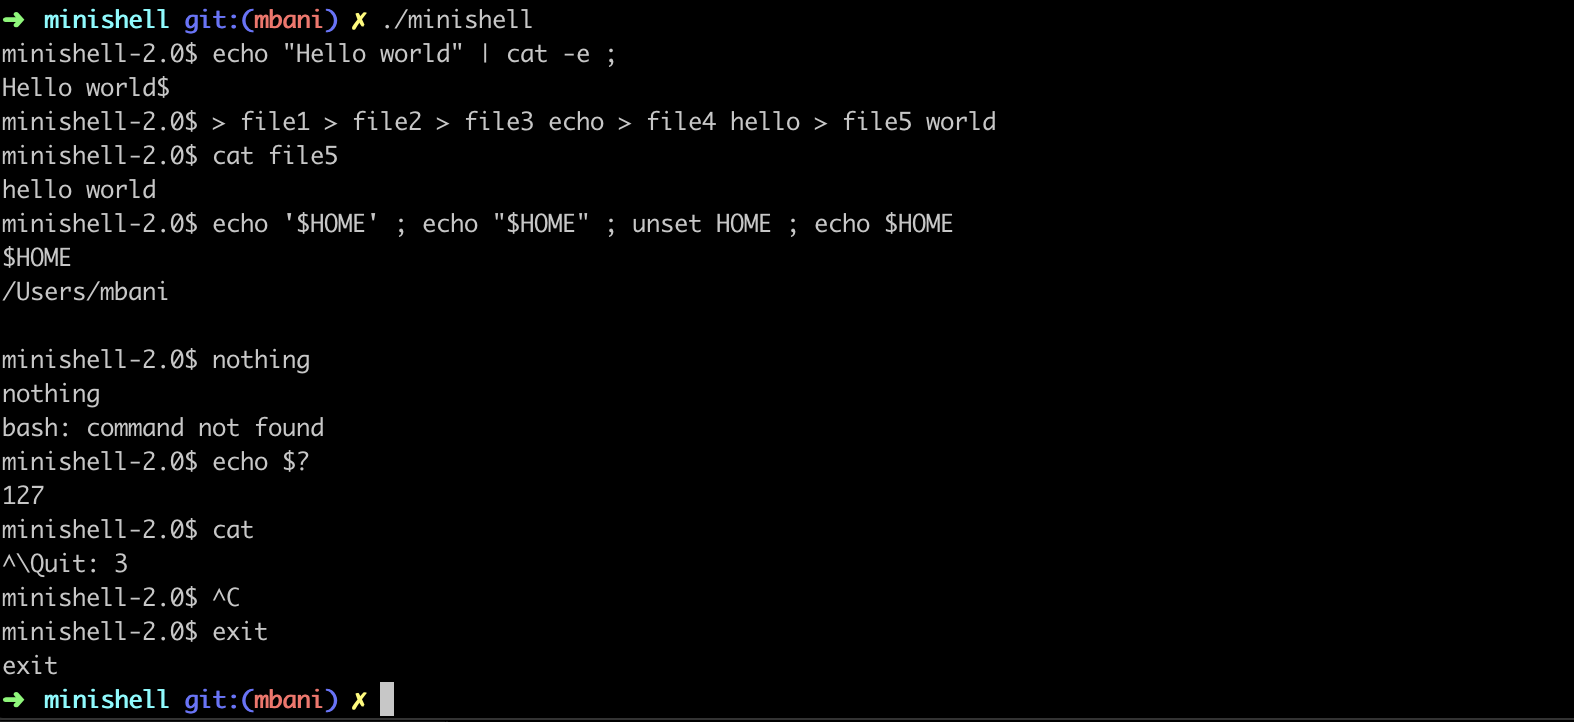 ➜ minishell git:(mbani) ✗ ./minishell
minishell-2.0$ echo "Hello world" | cat -e ;
Hello world$
minishell-2.0$ > file1 > file2 > file3 echo > file4 hello > file5 world
minishell-2.0$ cat file5
hello world
minishell-2.0$ echo '$HOME' ; echo "$HOME" ; unset HOME ; echo $HOME
$HOME
/Users/mbani

minishell-2.0$ nothing
nothing
bash: command not found
minishell-2.0$ echo $?
127
minishell-2.0$ cat
^\Quit: 3
minishell-2.0$ ^C
minishell-2.0$ exit
exit
➜ minishell git:(mbani) ✗